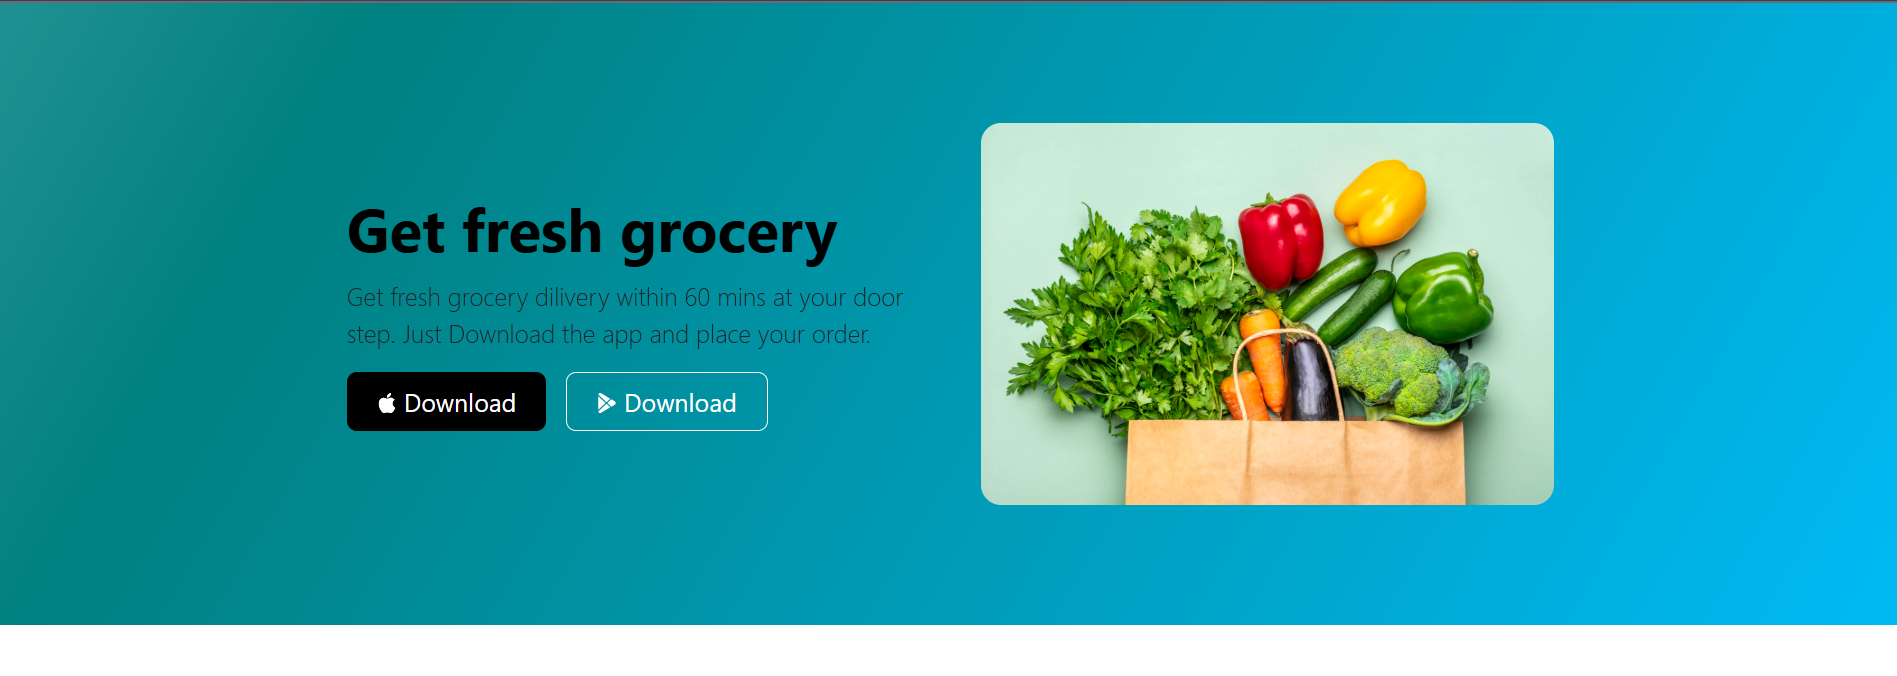 Get fresh grocery
Get fresh grocery dilivery within 60 mins at your door
step. Just Download the app and place your order.
Download
Download